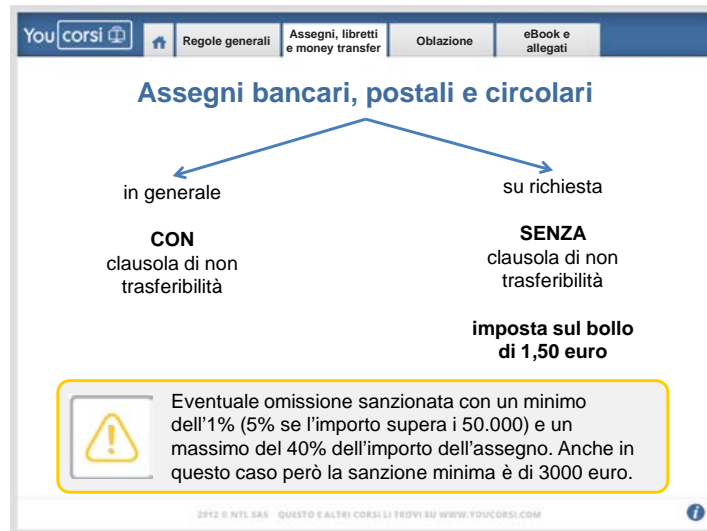 You corsi
Regole generali
Assegni, libretti
e money transfer
Oblazione
eBook e
allegati
Assegni bancari, postali e circolari
in generale
CON
clausola di non
trasferibilità
su richiesta
SENZA
clausola di non
trasferibilità
imposta sul bollo
di 1,50 euro
Eventuale omissione sanzionata con un minimo
dell’1% (5% se l’importo supera i 50.000) e un
massimo del 40% dell’importo dell’assegno. Anche in
questo caso però la sanzione minima è di 3000 euro.
2012 © NTL SAS QUESTO E ALTRI CORSI LI TROVI SU WWW.YOUCORSI.COM
i